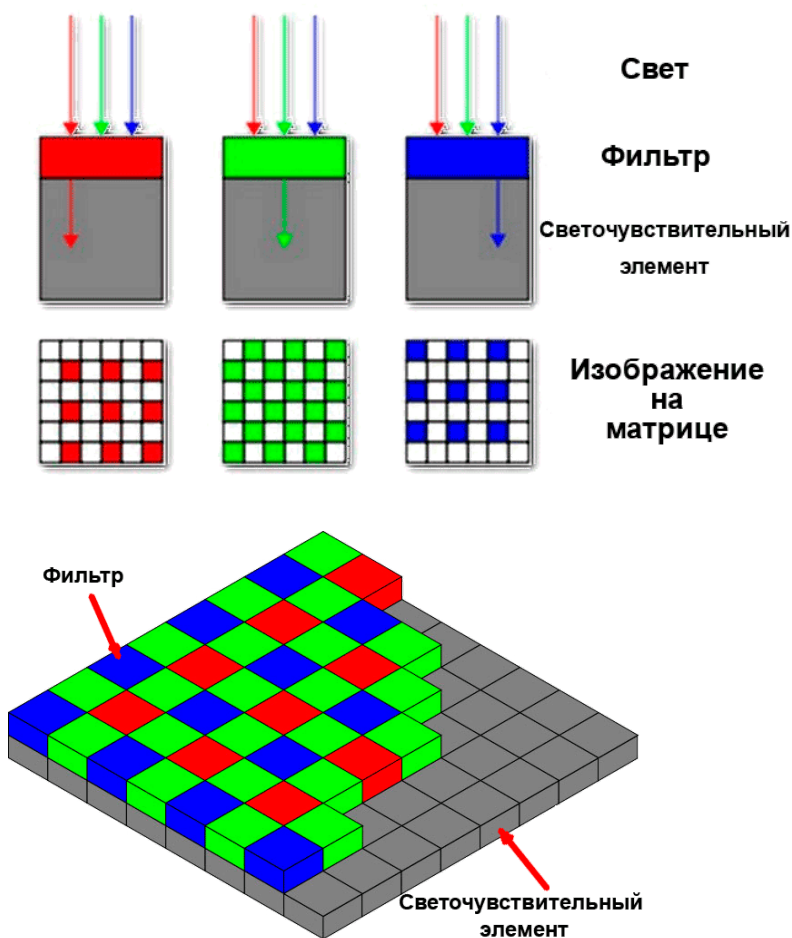 Свет
Фильтр
Светочувствительный
элемент
Изображение
на
матрице
Фильтр
Светочувствительный
элемент